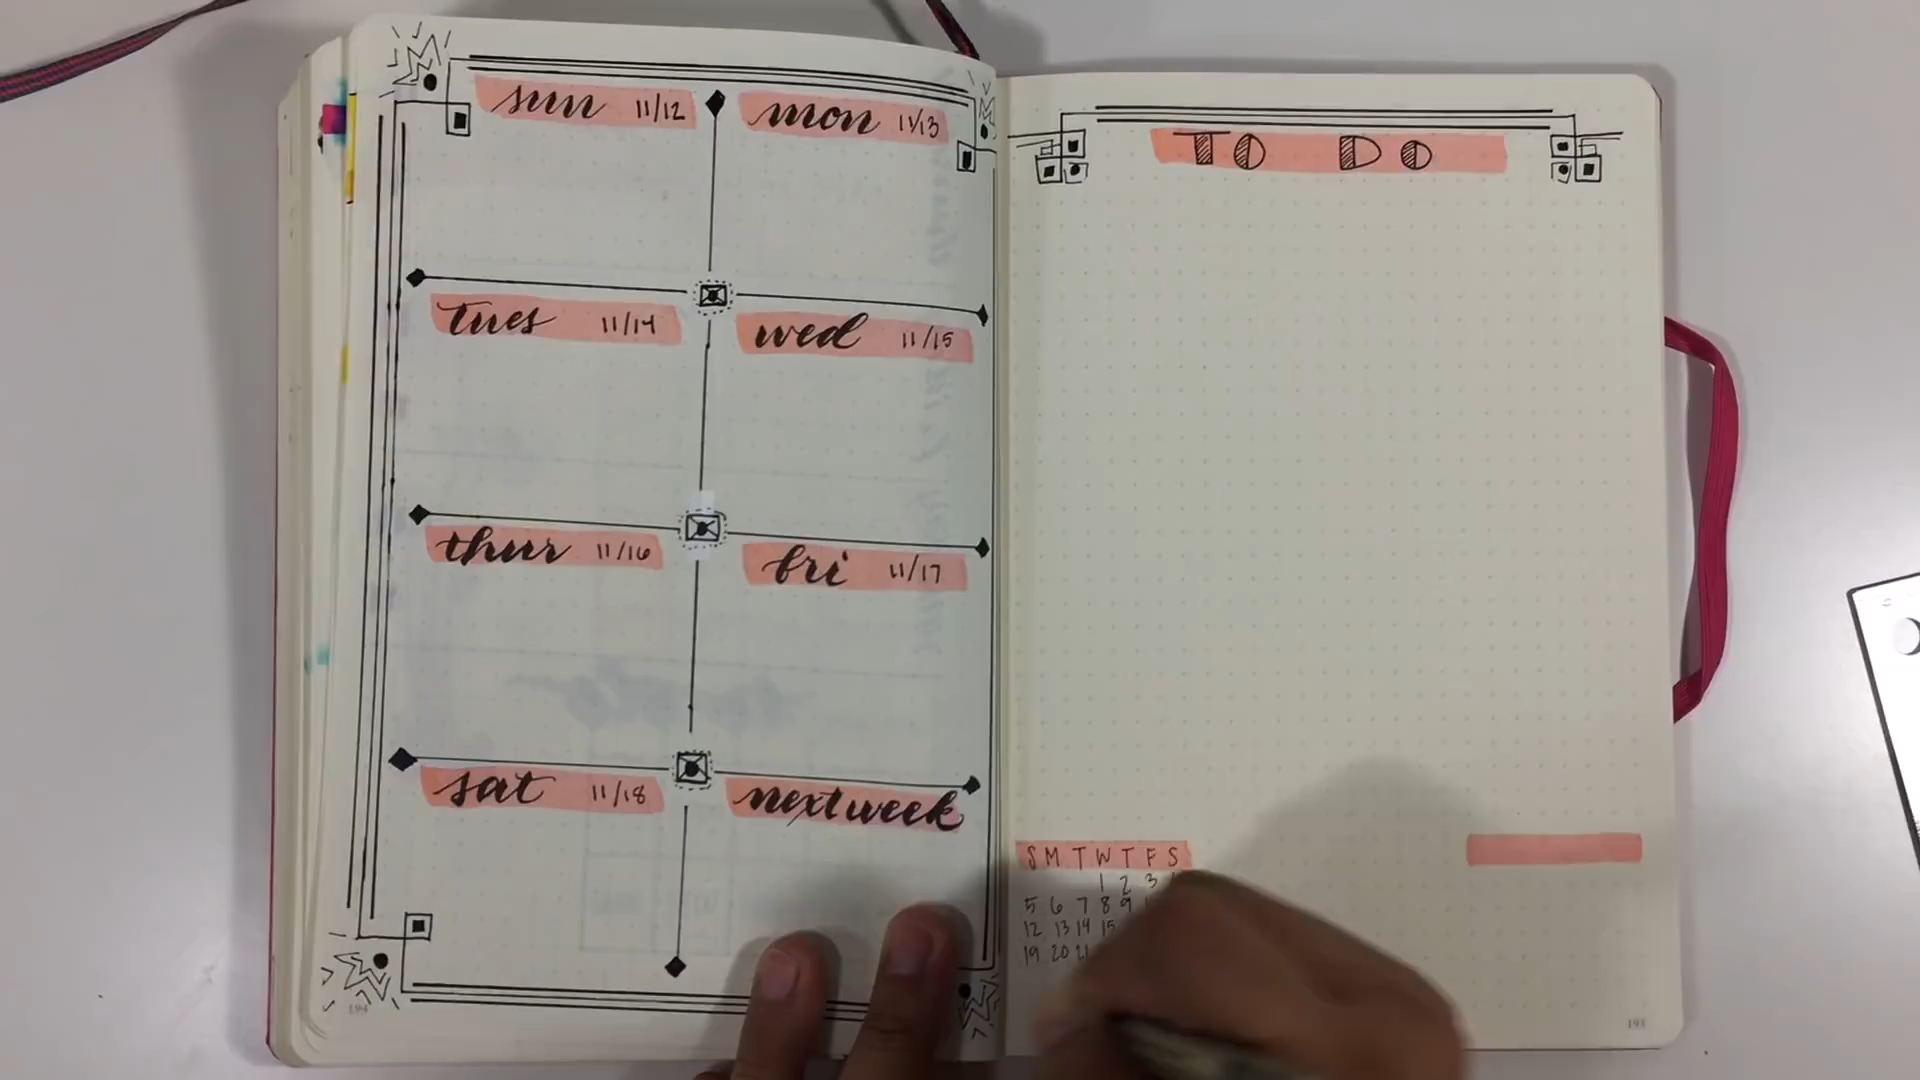 sun 11/12
mon 11/13
tues 11/14
wed 11/15
thur 11/16
fri 11/17
sat 11/18
next week
TO DO
S M T W T F S
1 2 3
5 6 7 8 9
12 13 14 15
19 20 21